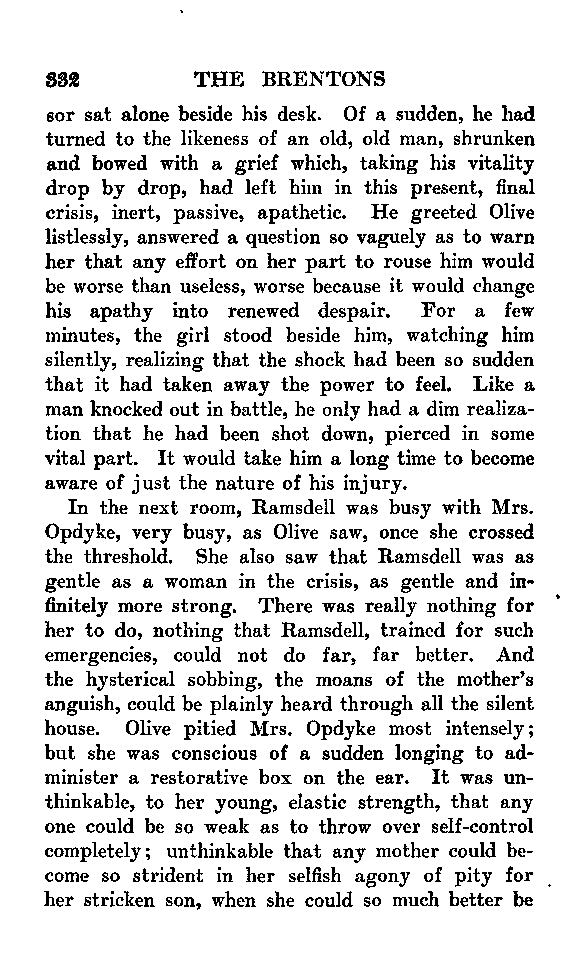 332 THE BRENTONS
sor sat alone beside his desk. Of a sudden, he had
turned to the likeness of an old, old man, shrunken
and bowed with a grief which, taking his vitality
drop by drop, had left him in this present, final
crisis, inert, passive, apathetic. He greeted Olive
listlessly, answered a question so vaguely as to warn
her that any effort on her part to rouse him would
be worse than useless, worse because it would change
his apathy into renewed despair. For a few
minutes, the girl stood beside him, watching him
silently, realizing that the shock had been so sudden
that it had taken away the power to feel. Like a
man knocked out in battle, he only had a dim realiza-
tion that he had been shot down, pierced in some
vital part. It would take him a long time to become
aware of just the nature of his injury.
In the next room, Ramsdell was busy with Mrs.
Opdyke, very busy, as Olive saw, once she crossed
the threshold. She also saw that Ramsdell was as
gentle as a woman in the crisis, as gentle and in-
finitely more strong. There was really nothing for
her to do, nothing that Ramsdell, trained for such
emergencies, could not do far, far better. And
the hysterical sobbing, the moans of the mother's
anguish, could be plainly heard through all the silent
house. Olive pitied Mrs. Opdyke most intensely;
but she was conscious of a sudden longing to ad-
minister a restorative box on the ear. It was un-
thinkable, to her young, elastic strength, that any
one could be so weak as to throw over self-control
completely; unthinkable that any mother could be-
come so strident in her selfish agony of pity for
her stricken son, when she could so much better be